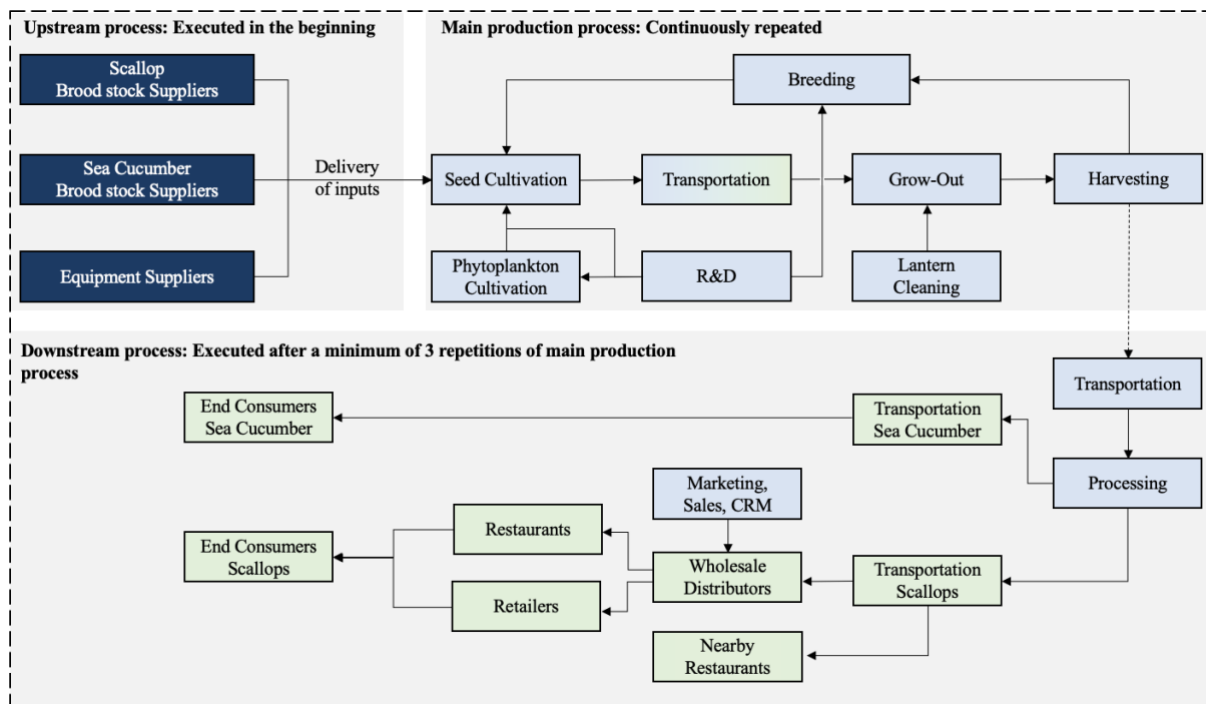 Upstream process: Executed in the beginning
Scallop
Brood stock Suppliers
Sea Cucumber
Brood stock Suppliers
Equipment Suppliers
Delivery
of inputs
Main production process: Continuously repeated
Breeding
Seed Cultivation
Transportation
Grow-Out
Harvesting
Phytoplankton
Cultivation
R&D
Lantern
Cleaning
Downstream process: Executed after a minimum of 3 repetitions of main production
process
Transportation
End Consumers
Sea Cucumber
Transportation
Sea Cucumber
Processing
Marketing,
Sales, CRM
Restaurants
End Consumers
Scallops
Wholesale
Distributors
Transportation
Scallops
Retailers
Nearby
Restaurants